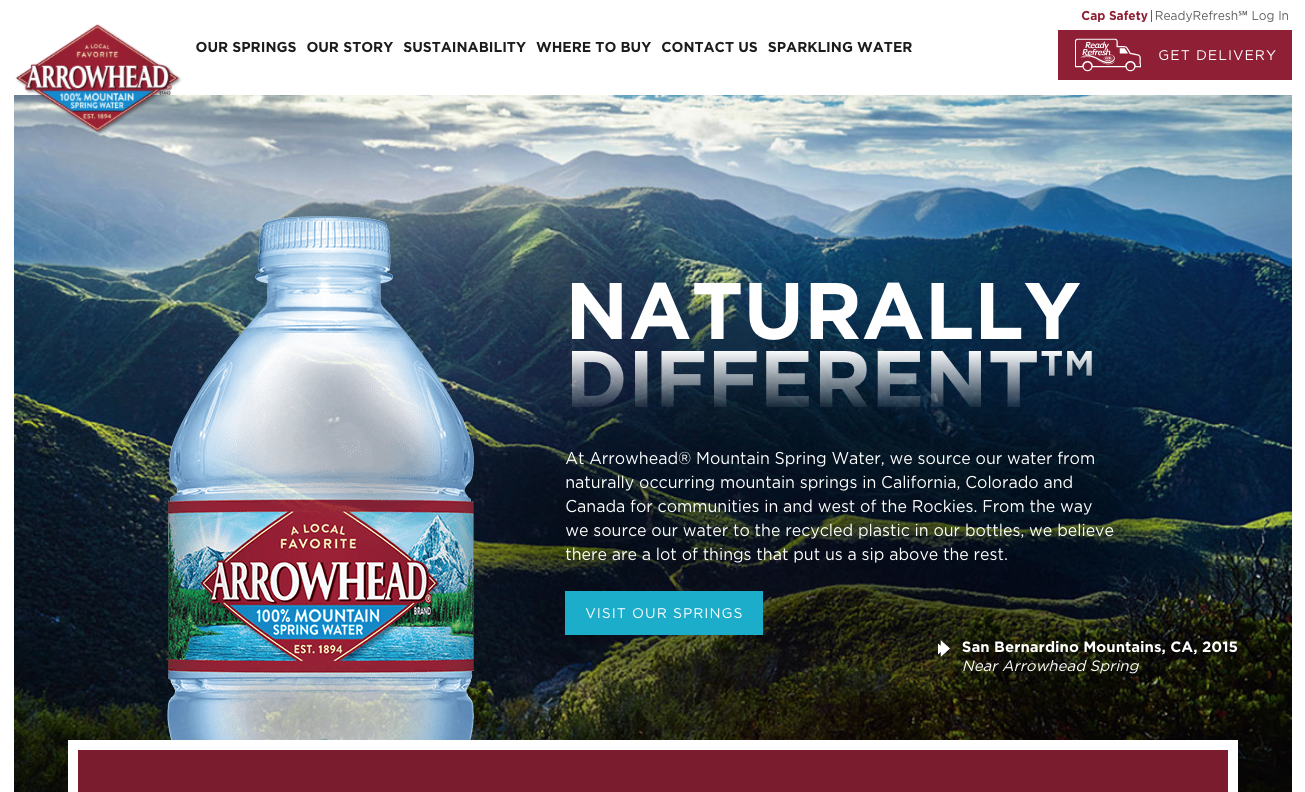 Cap Safety | ReadyRefresh℠ Log In
A LOCAL
FAVORITE
ARROWHEAD
BRAND
100% MOUNTAIN
SPRING WATER
EST. 1894
OUR SPRINGS OUR STORY SUSTAINABILITY WHERE TO BUY CONTACT US SPARKLING WATER
Ready
Refresh
GET DELIVERY
NATURALLY
DIFFERENT™
At Arrowhead® Mountain Spring Water, we source our water from
naturally occurring mountain springs in California, Colorado and
Canada for communities in and west of the Rockies. From the way
we source our water to the recycled plastic in our bottles, we believe
there are a lot of things that put us a sip above the rest.
VISIT OUR SPRINGS
San Bernardino Mountains, CA, 2015
Near Arrowhead Spring
A LOCAL
FAVORITE
ARROWHEAD®
BRAND
100% MOUNTAIN
SPRING WATER
EST. 1894